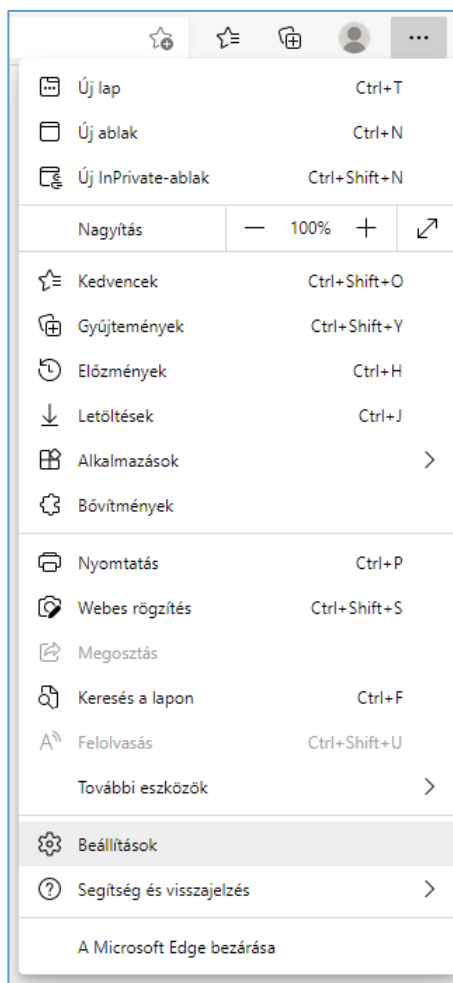 Új lap Ctrl+T
Új ablak Ctrl+N
Új InPrivate-ablak Ctrl+Shift+N
Nagyítás — 100% +
Kedvencek Ctrl+Shift+O
Gyűjtemények Ctrl+Shift+Y
Előzmények Ctrl+H
Letöltések Ctrl+J
Alkalmazások
Bővítmények
Nyomtatás Ctrl+P
Webes rögzítés Ctrl+Shift+S
Megosztás
Keresés a lapon Ctrl+F
Felolvasás Ctrl+Shift+U
További eszközök
Beállítások
Segítség és visszajelzés
A Microsoft Edge bezárása